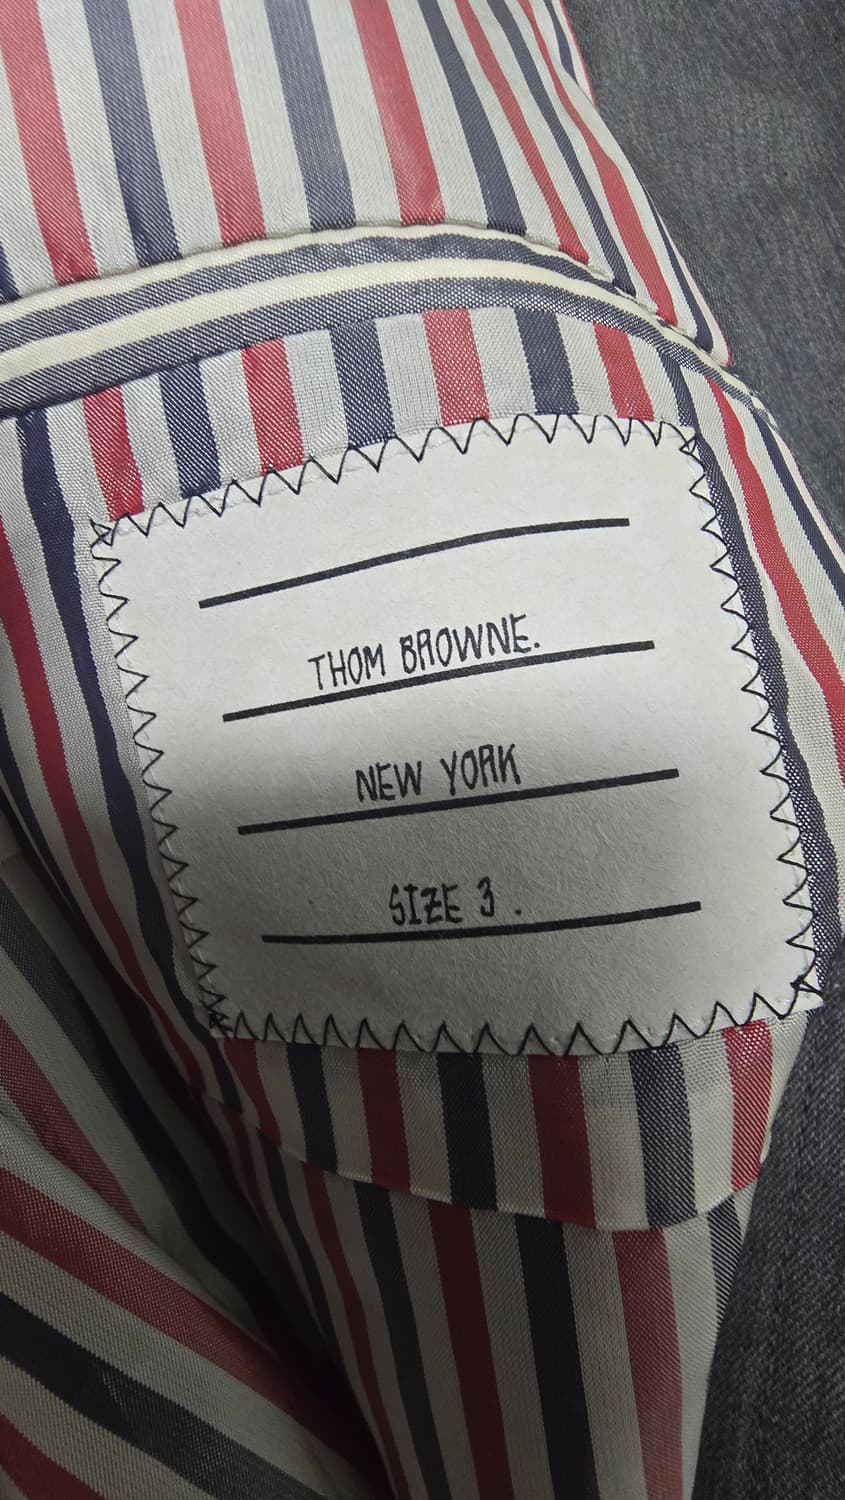 THOM BROWNE.
NEW YORK
SIZE 3.